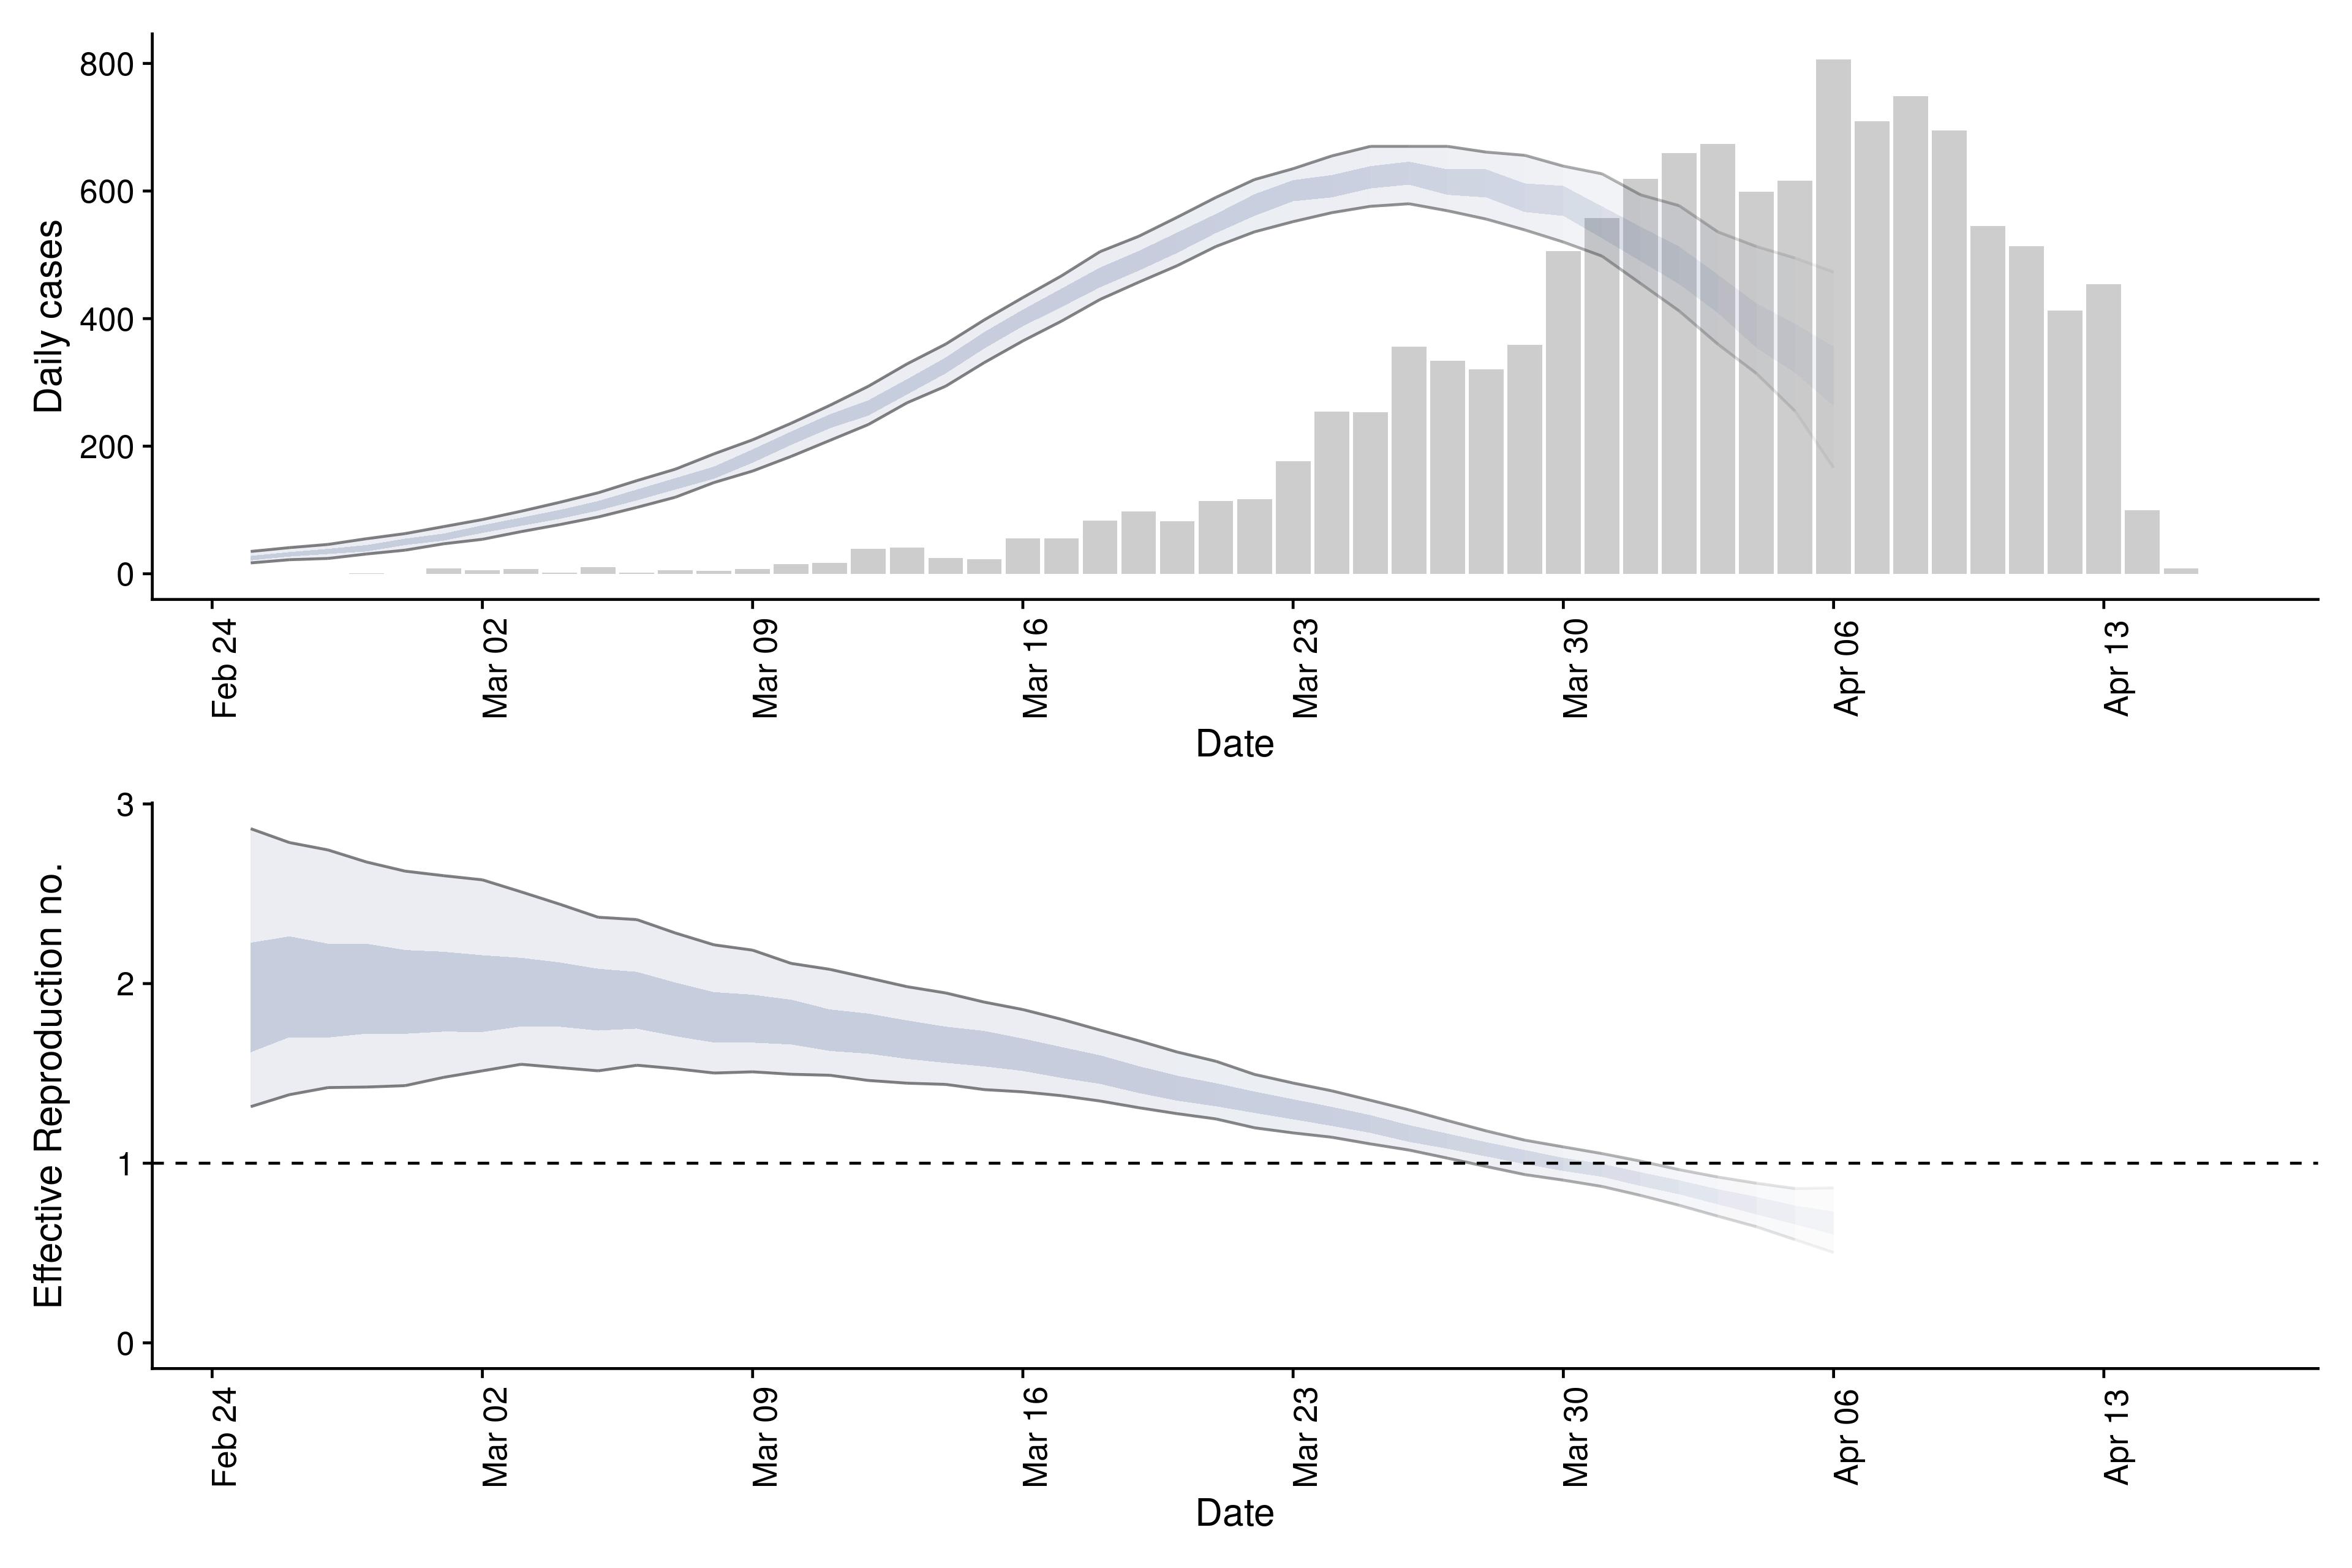 Daily cases
800
600
400
200
0
Feb 24
Mar 02
Mar 09
Mar 16
Mar 23
Mar 30
Apr 06
Apr 13
Date
Effective Reproduction no.
3
2
1
0
Feb 24
Mar 02
Mar 09
Mar 16
Mar 23
Mar 30
Apr 06
Apr 13
Date